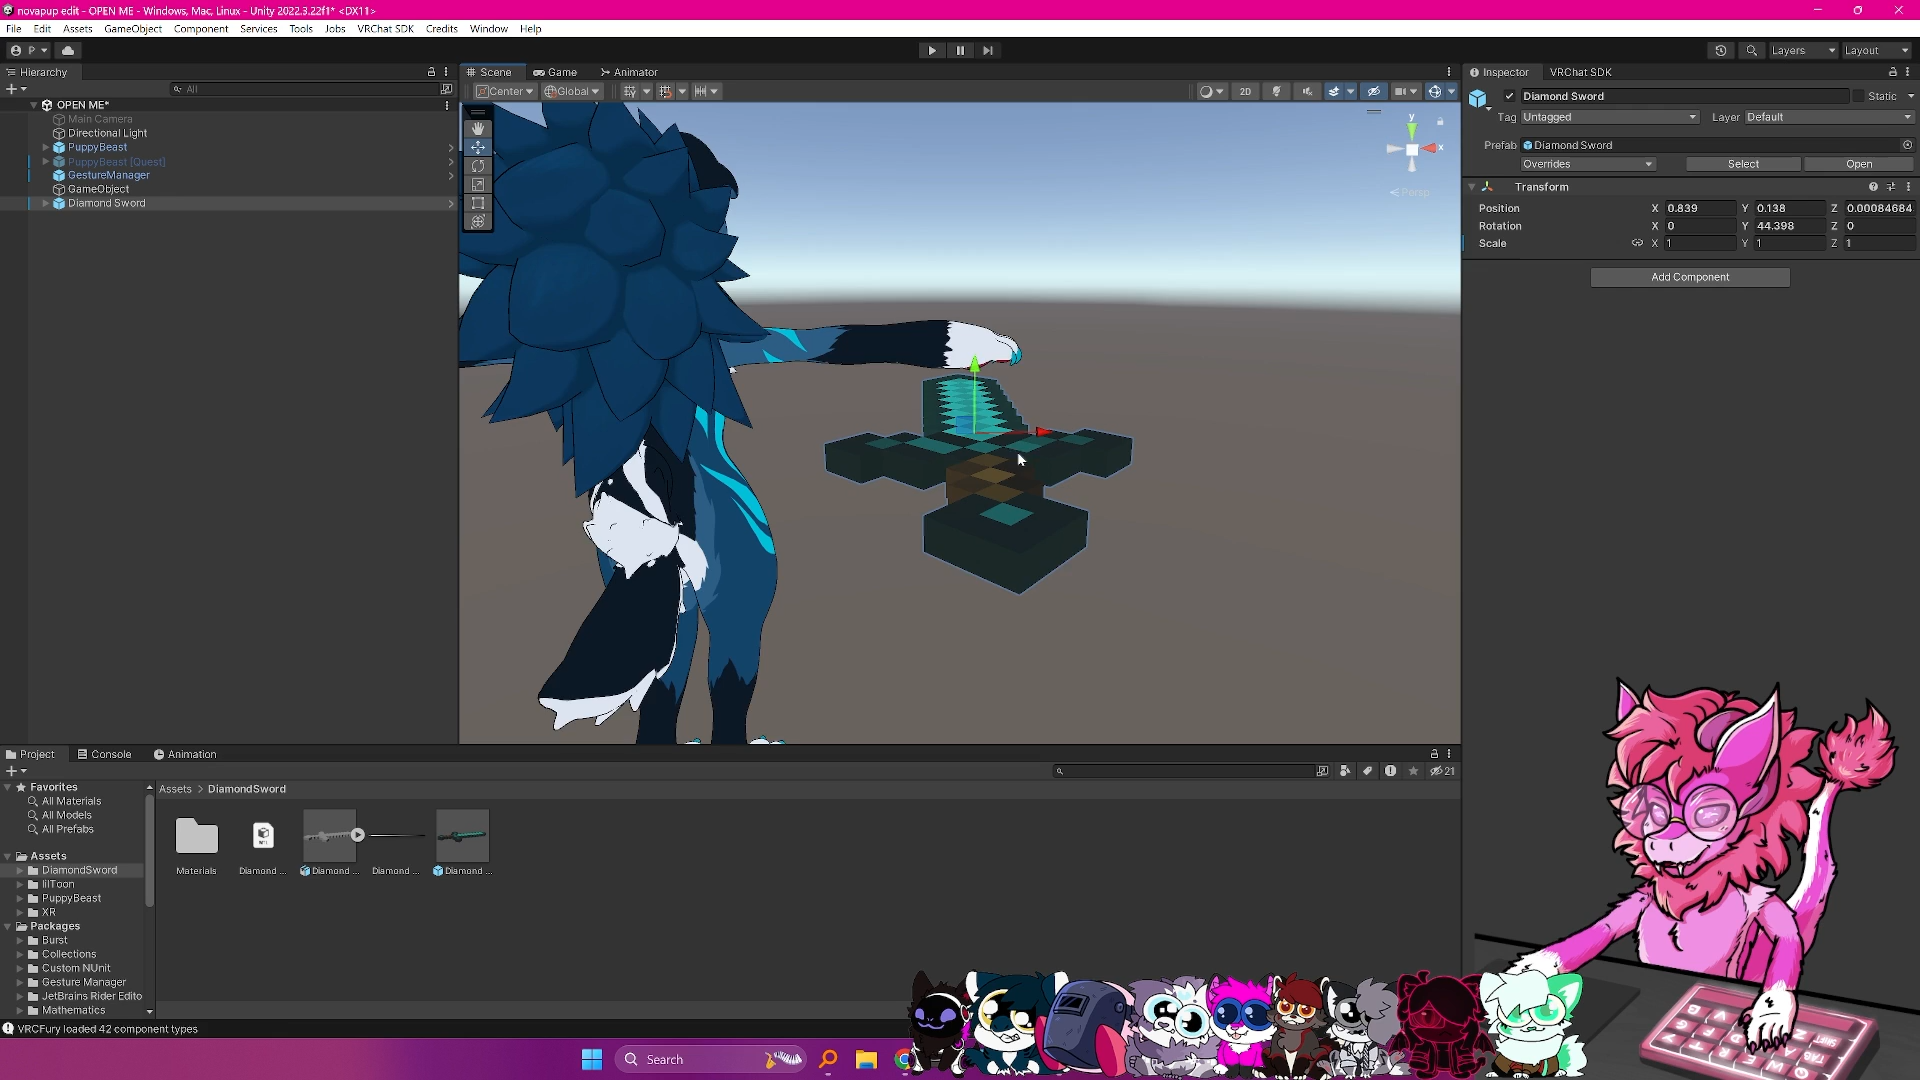 novapup edit - OPEN ME - Windows, Mac, Linux - Unity 2022.3.22f1* <DX11>
File Edit Assets GameObject Component Services Tools Jobs VRChat SDK Credits Window Help
P Layers Layout
Hierarchy Scene Game Animator Inspector VRChat SDK
All Center Global 2D
Diamond Sword Static
Tag Untagged Layer Default
Prefab Diamond Sword
Overrides Select Open
Transform
Position X 0.839 Y 0.138 Z 0.00084684
Rotation X 0 Y 44.398 Z 0
Scale X 1 Y 1 Z 1
Add Component
OPEN ME*
Main Camera
Directional Light
PuppyBeast
PuppyBeast [Quest]
GestureManager
GameObject
Diamond Sword
y
x
Persp
Project Console Animation
21
Favorites
All Materials
All Models
All Prefabs
Assets
DiamondSword
lilToon
PuppyBeast
XR
Packages
Burst
Collections
Custom NUnit
Gesture Manager
JetBrains Rider Edito
Mathematics
Assets > DiamondSword
Materials Diamond ... Diamond ... Diamond ... Diamond ...
VRCFury loaded 42 component types
Search